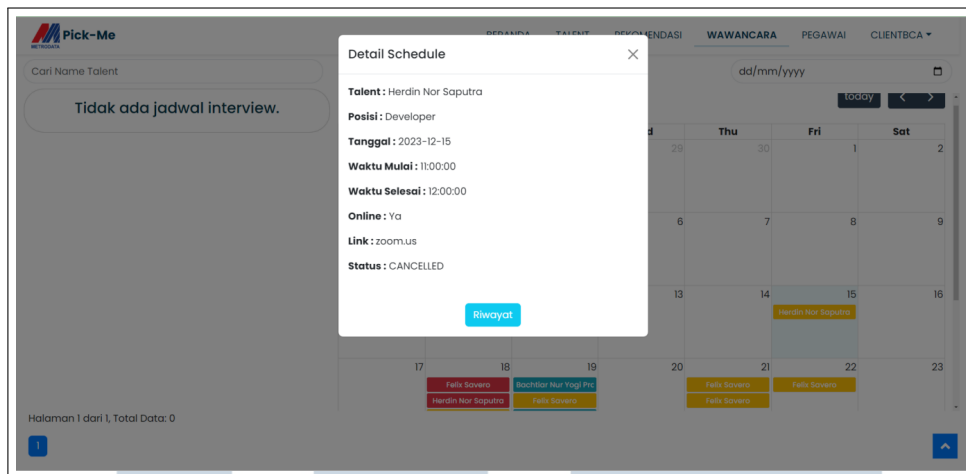 Pick-Me
METRODATA
BERANDA TALENT REKOMENDASI WAWANCARA PEGAWAI CLIENTBCA
Cari Name Talent
dd/mm/yyyy
Tidak ada jadwal interview.
today
Detail Schedule
Talent : Herdin Nor Saputra
Posisi : Developer
Tanggal : 2023-12-15
Waktu Mulai : 11:00:00
Waktu Selesai : 12:00:00
Online : Ya
Link : zoom.us
Status : CANCELLED
Riwayat
d Thu Fri Sat
29 30 1 2
6 7 8 9
13 14 15 16
Herdin Nor Saputra
17 18 19 20 21 22 23
Felix Savero Bachtiar Nur Yogi Prc Felix Savero Felix Savero
Herdin Nor Saputra Felix Savero Felix Savero
Halaman 1 dari 1, Total Data: 0
1